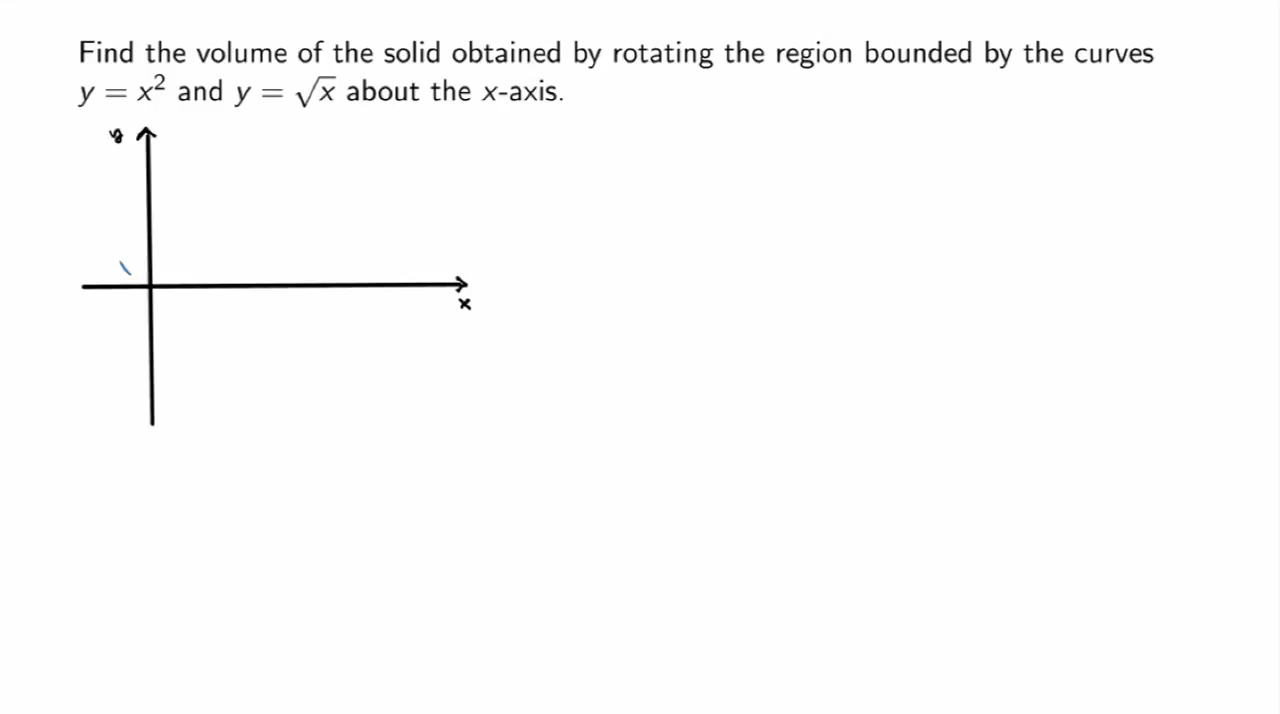 Find the volume of the solid obtained by rotating the region bounded by the curves
y = x² and y = √x about the x-axis.
y
x